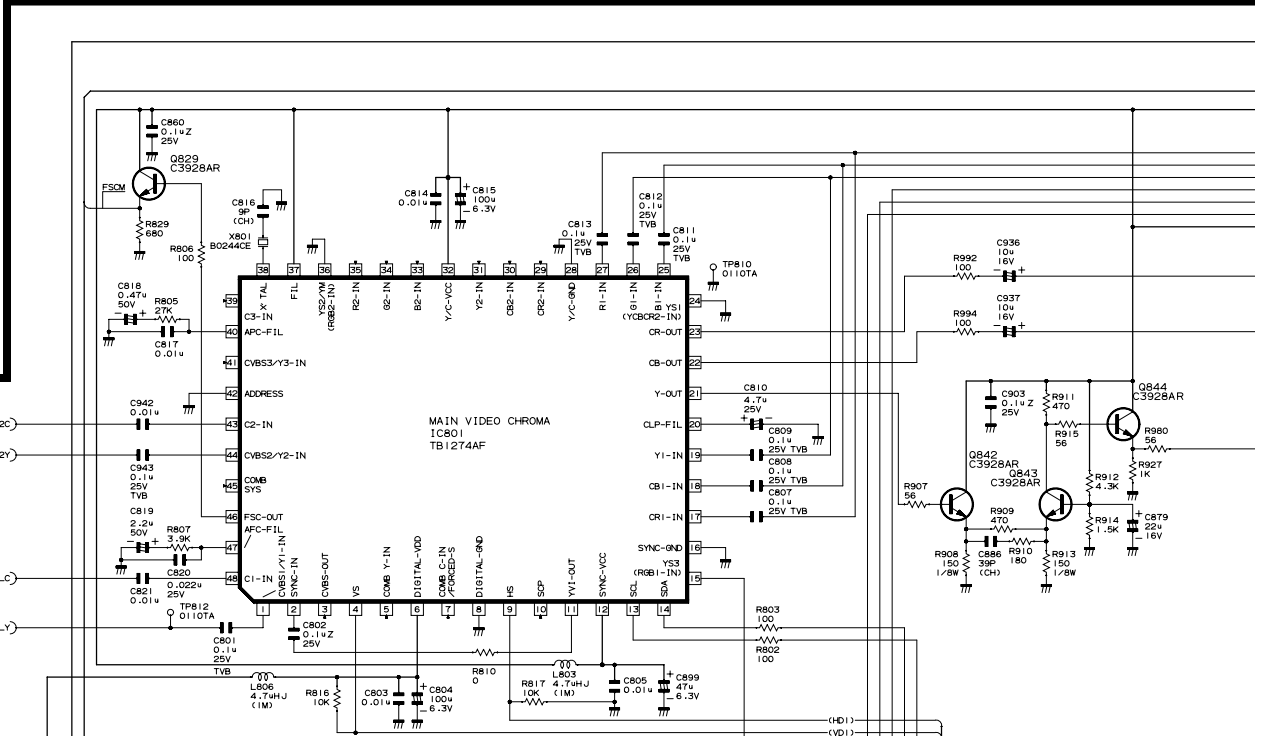 C860
0.1uZ
25V
Q829
C3928AR
FSCM
R829
680
R806
100
C816
9P
(CH)
X801
B0244CE
C814
0.01u
C815
100u
6.3V
C813
0.1u
25V
TVB
C812
0.1u
25V
TVB
C811
0.1u
25V
TVB
TP810
0110TA
R992
100
C936
10u
16V
R994
100
C937
10u
16V
38
37
36
35
34
33
32
31
30
29
28
27
26
25
X TAL
FIL
YS2/YM
(RGB2-IN)
R2-IN
G2-IN
B2-IN
Y/C-VCC
Y2-IN
CB2-IN
CR2-IN
Y/C-GND
R1-IN
G1-IN
B1-IN
YS1
(YCBCR2-IN)
C818
0.47u
50V
R805
27K
C817
0.01u
39
C3-IN
40
APC-FIL
41
CVBS3/Y3-IN
42
ADDRESS
43
C2-IN
44
CVBS2/Y2-IN
45
COMB
SYS
46
FSC-OUT
AFC-FIL
47
48
C1-IN
MAIN VIDEO CHROMA
IC801
TB1274AF
24
CR-OUT
23
CB-OUT
22
Y-OUT
21
CLP-FIL
20
Y1-IN
19
CB1-IN
18
CR1-IN
17
SYNC-GND
16
YS3
(RGB1-IN)
15
C942
0.01u
2C
C943
0.1u
25V
TVB
2Y
C819
2.2u
50V
R807
3.9K
C820
0.022u
25V
C821
0.01u
_C
TP812
0110TA
_Y
C801
0.1u
25V
TVB
C810
4.7u
25V
C809
0.1u
25V TVB
C808
0.1u
25V TVB
C807
0.1u
25V TVB
C903
0.1uZ
25V
R911
470
Q844
C3928AR
R915
56
R980
56
R927
1K
Q842
C3928AR
Q843
C3928AR
R912
4.3K
R907
56
R909
470
R914
1.5K
C879
22u
16V
R908
150
1/8W
C886
39P
(CH)
R910
180
R913
150
1/8W
CVBS1/Y1-IN
SYNC-IN
CVBS-OUT
VS
COMB Y-IN
DIGITAL-VDD
COMB C-IN
/FORCED-S
DIGITAL-GND
HS
SCP
YVI-OUT
SYNC-VCC
SCL
SDA
1
2
3
4
5
6
7
8
9
10
11
12
13
14
C802
0.1uZ
25V
R810
0
R803
100
R802
100
L806
4.7uHJ
(1M)
R816
10K
C803
0.01u
C804
100u
6.3V
R817
10K
L803
4.7uHJ
(1M)
C805
0.01u
C899
47u
6.3V
(HD1)
(VD1)